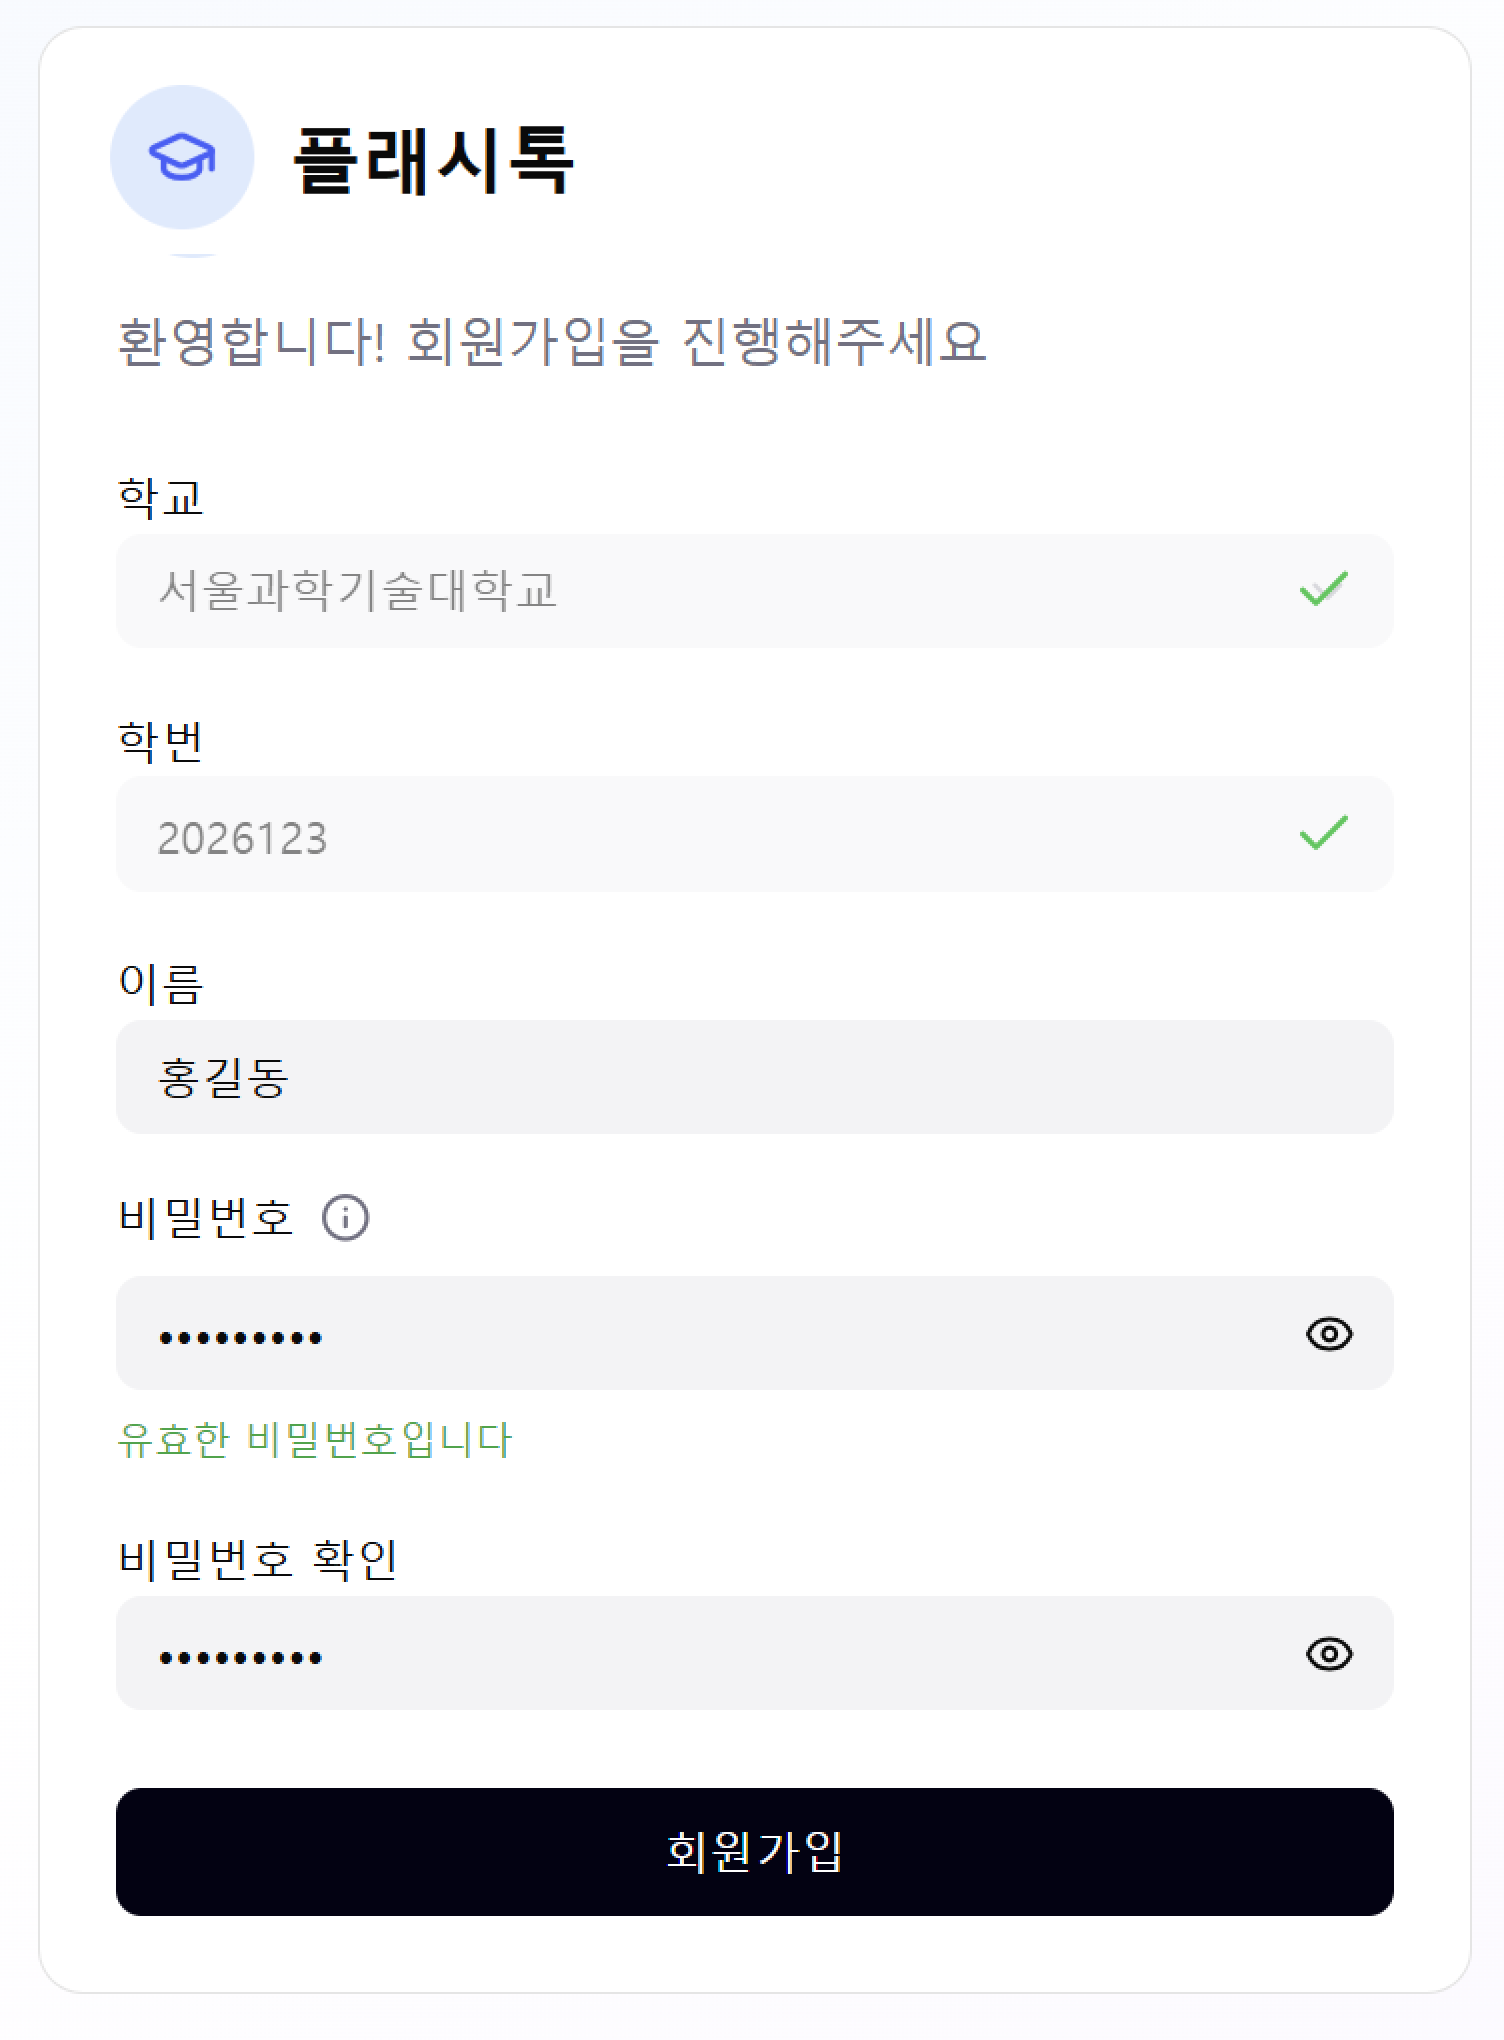 플래시톡
환영합니다! 회원가입을 진행해주세요
학교
서울과학기술대학교
학번
2026123
이름
홍길동
비밀번호
•••••••••
유효한 비밀번호입니다
비밀번호 확인
•••••••••
회원가입